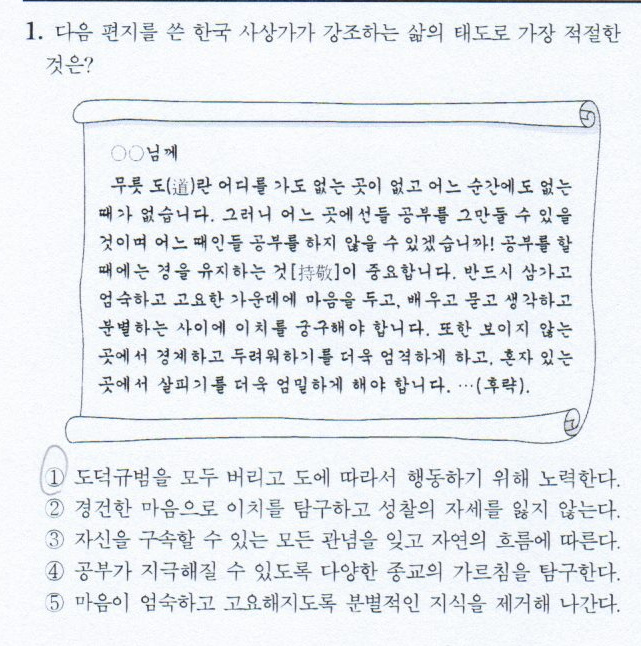 1. 다음 편지를 쓴 한국 사상가가 강조하는 삶의 태도로 가장 적절한
것은?
○○님께
무릇 도(道)란 어디를 가도 없는 곳이 없고 어느 순간에도 없는
때가 없습니다. 그러니 어느 곳에선들 공부를 그만둘 수 있을
것이며 어느 때인들 공부를 하지 않을 수 있겠습니까! 공부를 할
때에는 경을 유지하는 것[持敬]이 중요합니다. 반드시 삼가고
엄숙하고 고요한 가운데에 마음을 두고, 배우고 묻고 생각하고
분별하는 사이에 이치를 궁구해야 합니다. 또한 보이지 않는
곳에서 경계하고 두려워하기를 더욱 엄격하게 하고, 혼자 있는
곳에서 살피기를 더욱 엄밀하게 해야 합니다. …(후략).
① 도덕규범을 모두 버리고 도에 따라서 행동하기 위해 노력한다.
② 경건한 마음으로 이치를 탐구하고 성찰의 자세를 잃지 않는다.
③ 자신을 구속할 수 있는 모든 관념을 잊고 자연의 흐름에 따른다.
④ 공부가 지극해질 수 있도록 다양한 종교의 가르침을 탐구한다.
⑤ 마음이 엄숙하고 고요해지도록 분별적인 지식을 제거해 나간다.